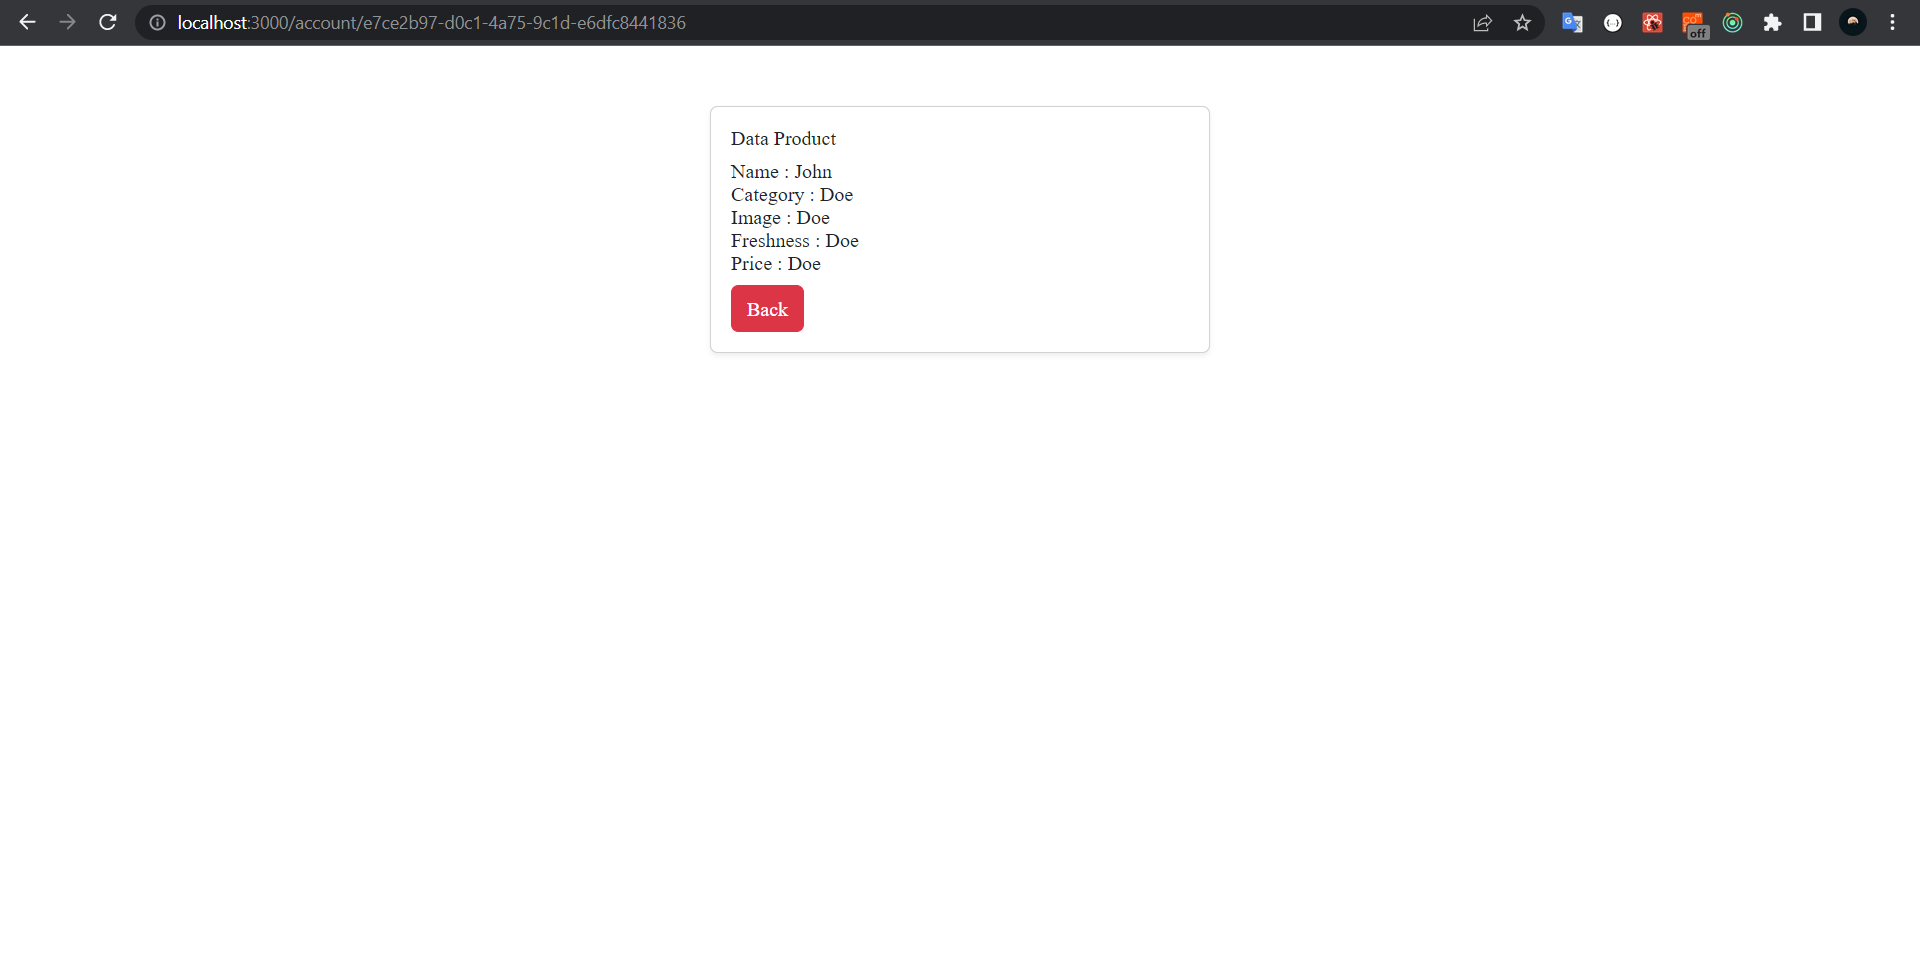 localhost:3000/account/e7ce2b97-d0c1-4a75-9c1d-e6dfc8441836
off
Data Product
Name : John
Category : Doe
Image : Doe
Freshness : Doe
Price : Doe
Back